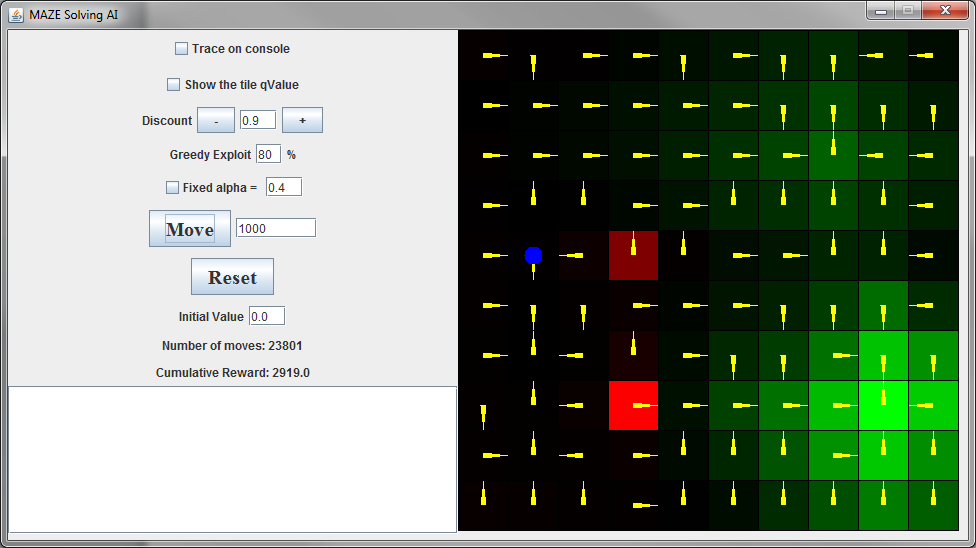 MAZE Solving AI
Trace on console
Show the tile qValue
Discount - 0.9 +
Greedy Exploit 80 %
Fixed alpha = 0.4
Move 1000
Reset
Initial Value 0.0
Number of moves: 23801
Cumulative Reward: 2919.0